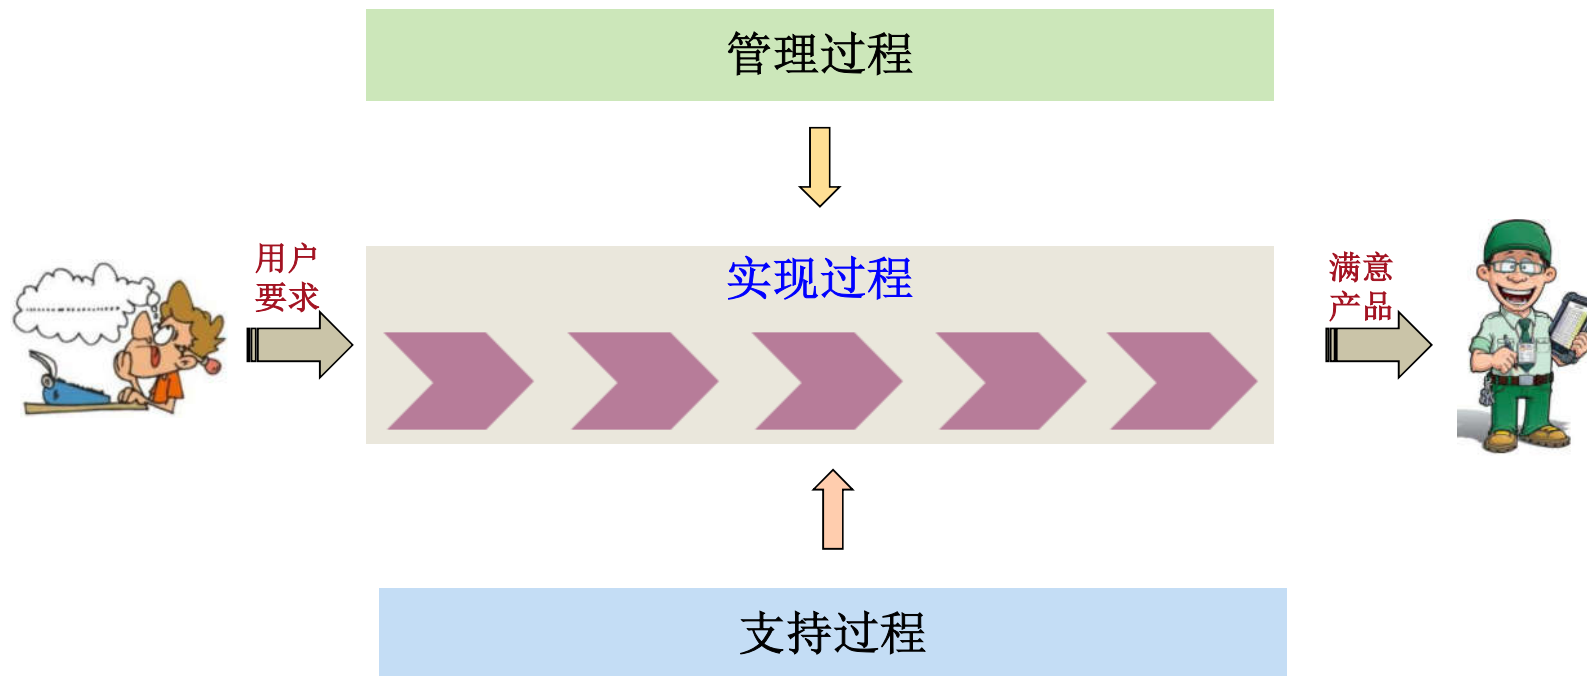 管理过程
用户
要求
实现过程
满意
产品
支持过程